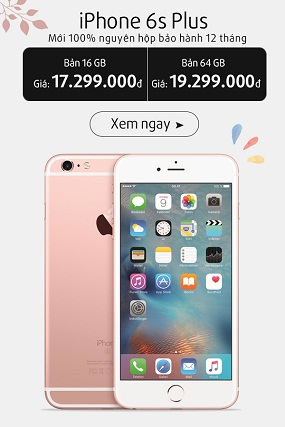 iPhone 6s Plus
Mới 100% nguyên hộp bảo hành 12 tháng
Bản 16 GB
Giá: 17.299.000đ
Bản 64 GB
Giá: 19.299.000đ
Xem ngay